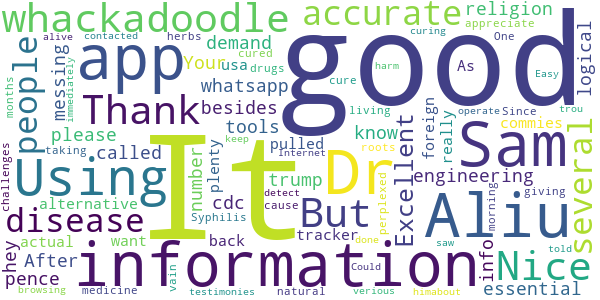 contacted herbs
alive curing
whackadoodle
accurate
religion
appreciate
drugs cured
One
demand
Your
As
Easy
months
immediately
messing
app
usa
cure
harm
good
logical
people
whatsapp
Thank
besides
living
operate Since
trou
please
tools
know
really
foreign
commies
called
pulled
keep
Internet
roots
It
Dr
Sam
several
Using
number
plenty
cdc
trump
detect
cause
perplexed
Excellent
engineering
challenges
taking
alternative
Syphilis
But
Aliu
giving
morning
disease
actual
want
back
tracker
done
info
saw
told
Nice
they
After
pence
information
Could
essential
browsing
medicine
vain
testimonies
natural
verious
himabout